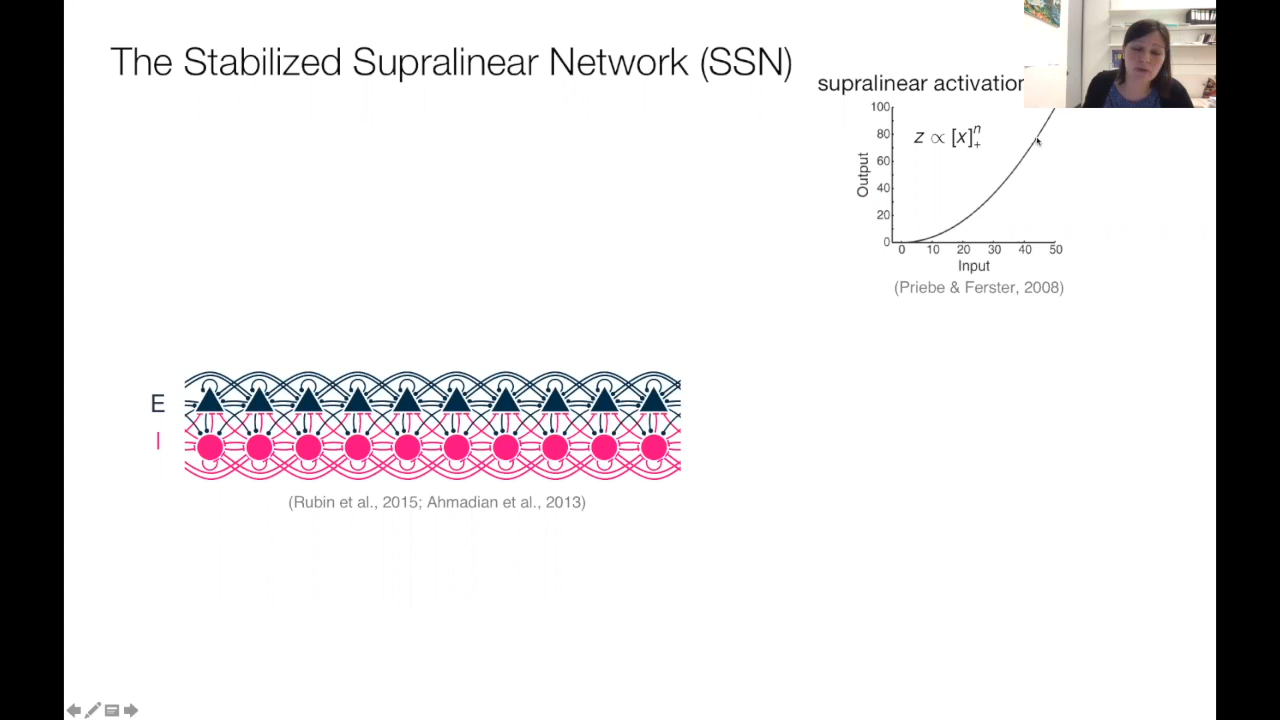 The Stabilized Supralinear Network (SSN)
supralinear activation
100
80
60
40
20
0
z ∝ [x]₊ⁿ
Output
0 10 20 30 40 50
Input
(Priebe & Ferster, 2008)
E
I
(Rubin et al., 2015; Ahmadian et al., 2013)